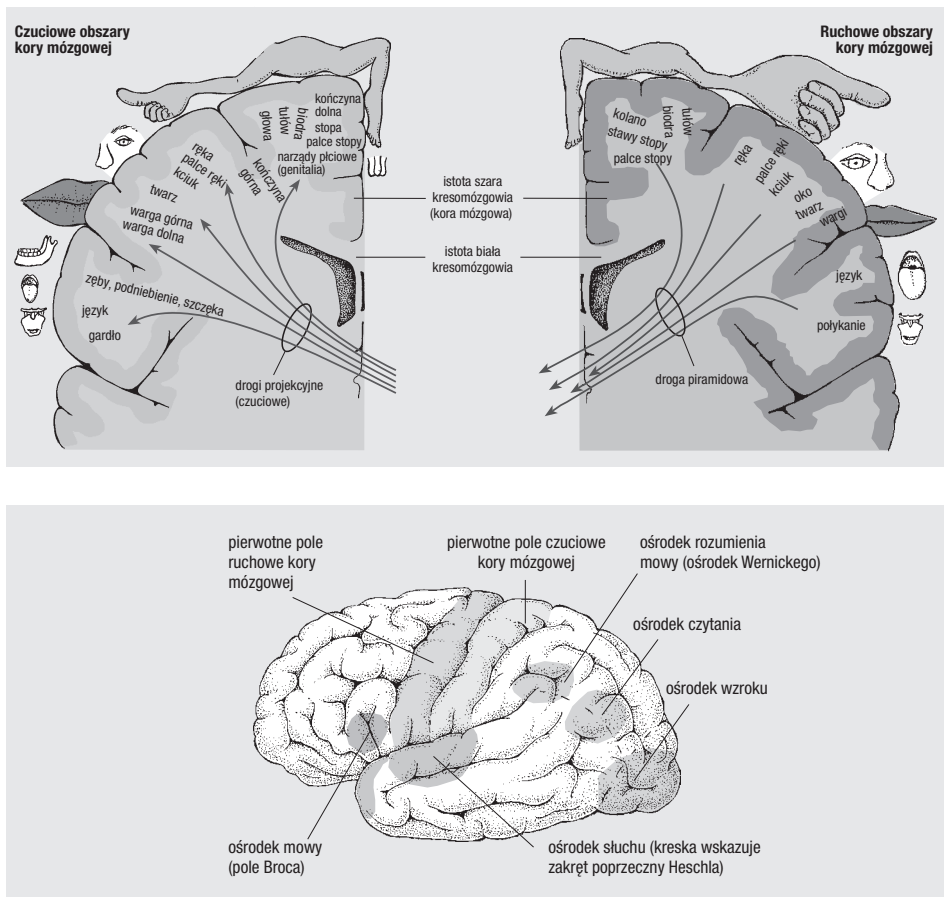 Czuciowe obszary
kory mózgowej
Ruchowe obszary
kory mózgowej
kończyna
dolna
stopa
palce stopy
narządy płciowe
(genitalia)
biodra
tułów
głowa
kończyna
górna
ręka
palce ręki
kciuk
twarz
warga górna
warga dolna
zęby, podniebienie, szczęka
język
gardło
drogi projekcyjne
(czuciowe)
istota szara
kresomózgowia
(kora mózgowa)
istota biała
kresomózgowia
kolano
stawy stopy
palce stopy
biodra
tułów
ręka
palce ręki
kciuk
oko
twarz
wargi
język
połykanie
droga piramidowa
pierwotne pole
ruchowe kory
mózgowej
pierwotne pole czuciowe
kory mózgowej
ośrodek rozumienia
mowy (ośrodek Wernickego)
ośrodek czytania
ośrodek wzroku
ośrodek mowy
(pole Broca)
ośrodek słuchu (kreska wskazuje
zakręt poprzeczny Heschla)